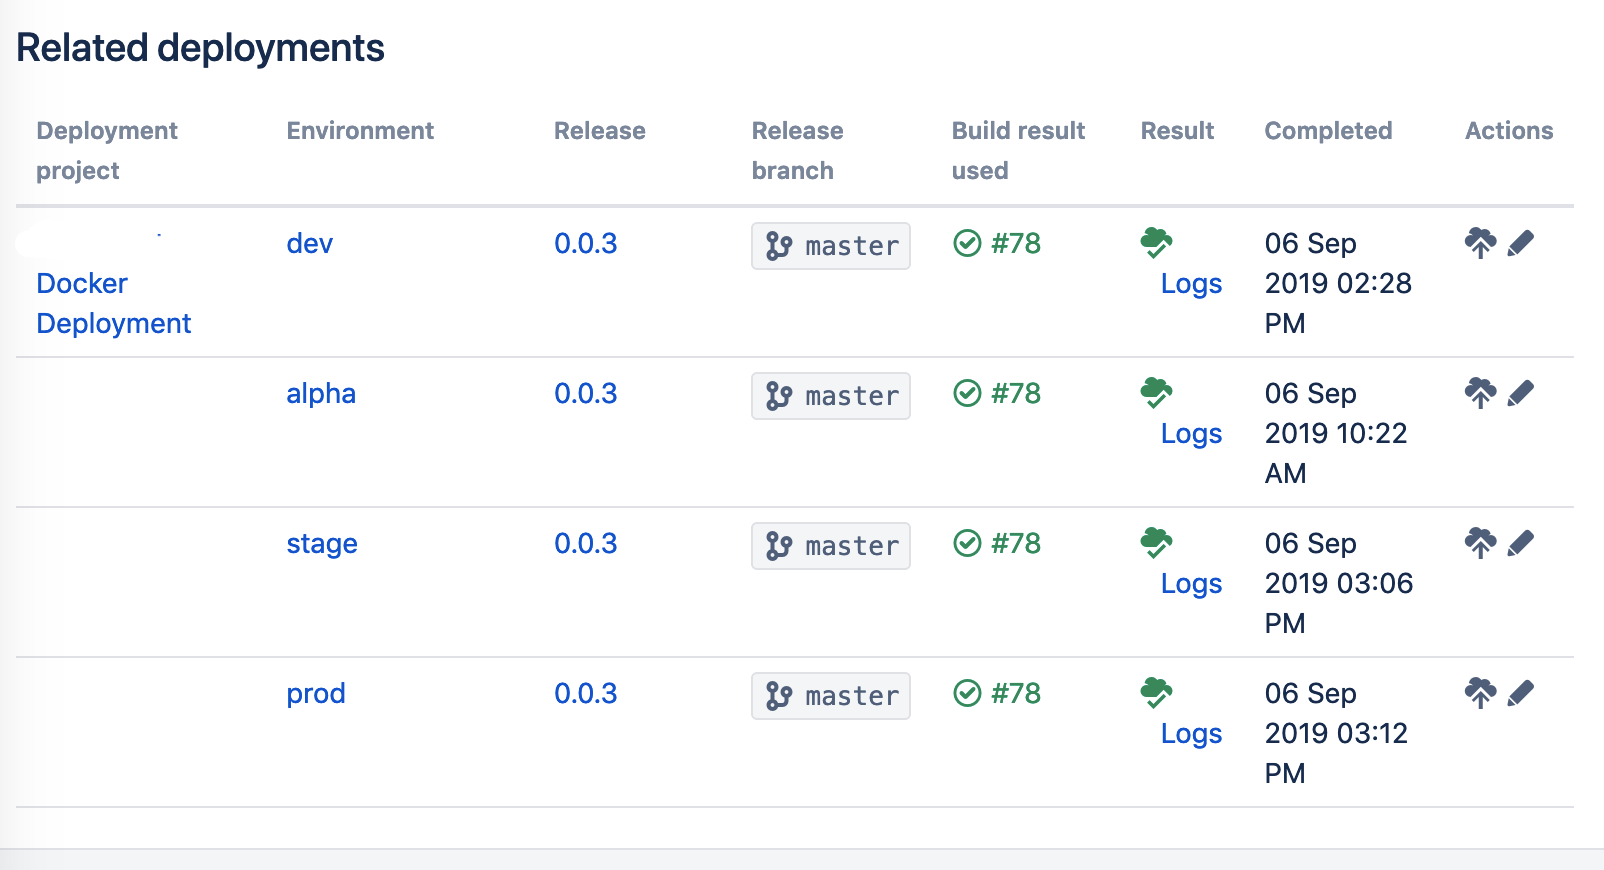 Related deployments
Deployment project Environment Release Release branch Build result used Result Completed Actions
Docker Deployment dev 0.0.3 master #78 Logs 06 Sep 2019 02:28 PM
alpha 0.0.3 master #78 Logs 06 Sep 2019 10:22 AM
stage 0.0.3 master #78 Logs 06 Sep 2019 03:06 PM
prod 0.0.3 master #78 Logs 06 Sep 2019 03:12 PM